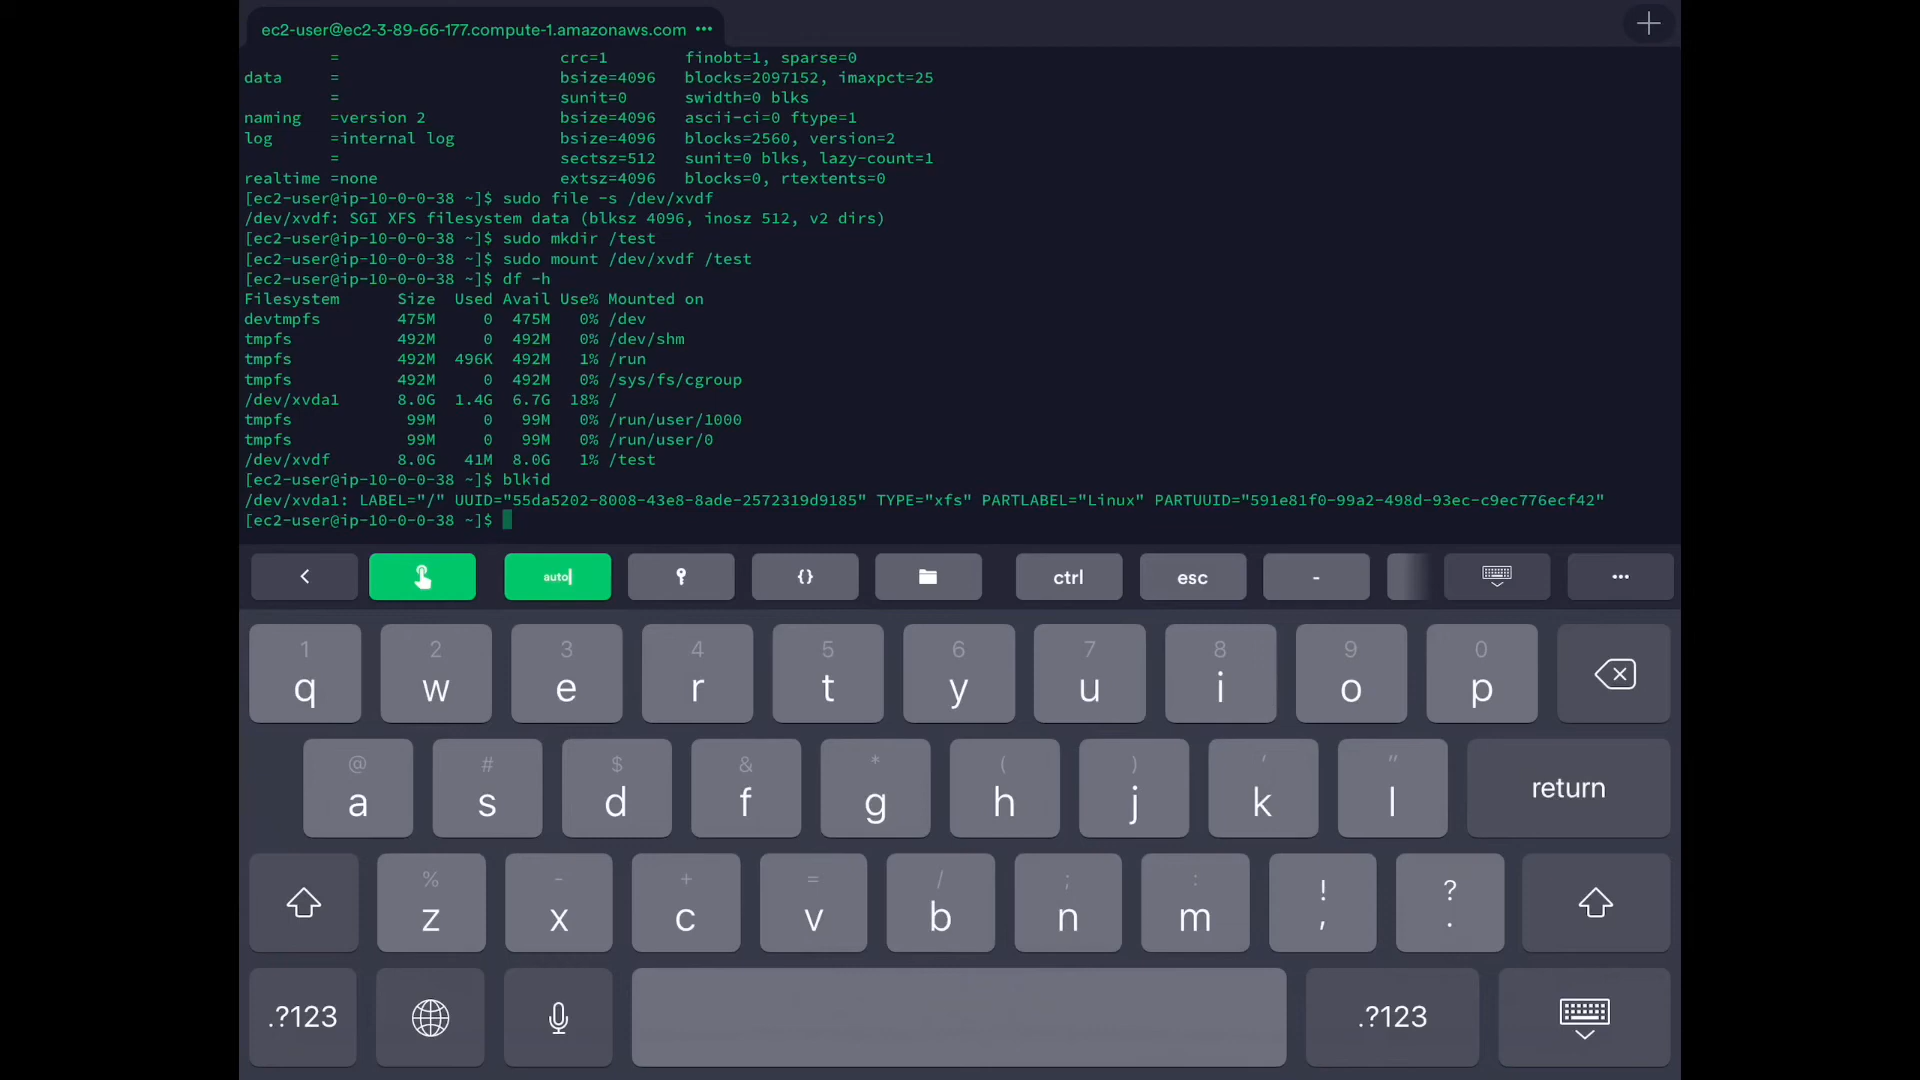 ec2-user@ec2-3-89-66-177.compute-1.amazonaws.com •••
= crc=1 finobt=1, sparse=0
data = bsize=4096 blocks=2097152, imaxpct=25
= sunit=0 swidth=0 blks
naming =version 2 bsize=4096 ascii-ci=0 ftype=1
log =internal log bsize=4096 blocks=2560, version=2
= sectsz=512 sunit=0 blks, lazy-count=1
realtime =none extsz=4096 blocks=0, rtextents=0
[ec2-user@ip-10-0-0-38 ~]$ sudo file -s /dev/xvdf
/dev/xvdf: SGI XFS filesystem data (blksz 4096, inosz 512, v2 dirs)
[ec2-user@ip-10-0-0-38 ~]$ sudo mkdir /test
[ec2-user@ip-10-0-0-38 ~]$ sudo mount /dev/xvdf /test
[ec2-user@ip-10-0-0-38 ~]$ df -h
Filesystem Size Used Avail Use% Mounted on
devtmpfs 475M 0 475M 0% /dev
tmpfs 492M 0 492M 0% /dev/shm
tmpfs 492M 496K 492M 1% /run
tmpfs 492M 0 492M 0% /sys/fs/cgroup
/dev/xvda1 8.0G 1.4G 6.7G 18% /
tmpfs 99M 0 99M 0% /run/user/1000
tmpfs 99M 0 99M 0% /run/user/0
/dev/xvdf 8.0G 41M 8.0G 1% /test
[ec2-user@ip-10-0-0-38 ~]$ blkid
/dev/xvda1: LABEL="/" UUID="55da5202-8008-43e8-8ade-2572319d9185" TYPE="xfs" PARTLABEL="Linux" PARTUUID="591e81f0-99a2-498d-93ec-c9ec776ecf42"
[ec2-user@ip-10-0-0-38 ~]$
auto {} ctrl esc - •••
1 2 3 4 5 6 7 8 9 0
q w e r t y u i o p
@ # $ & * ( ) ' "
a s d f g h j k l return
% - + = / ; : ! ?
z x c v b n m , .
.?123 .?123